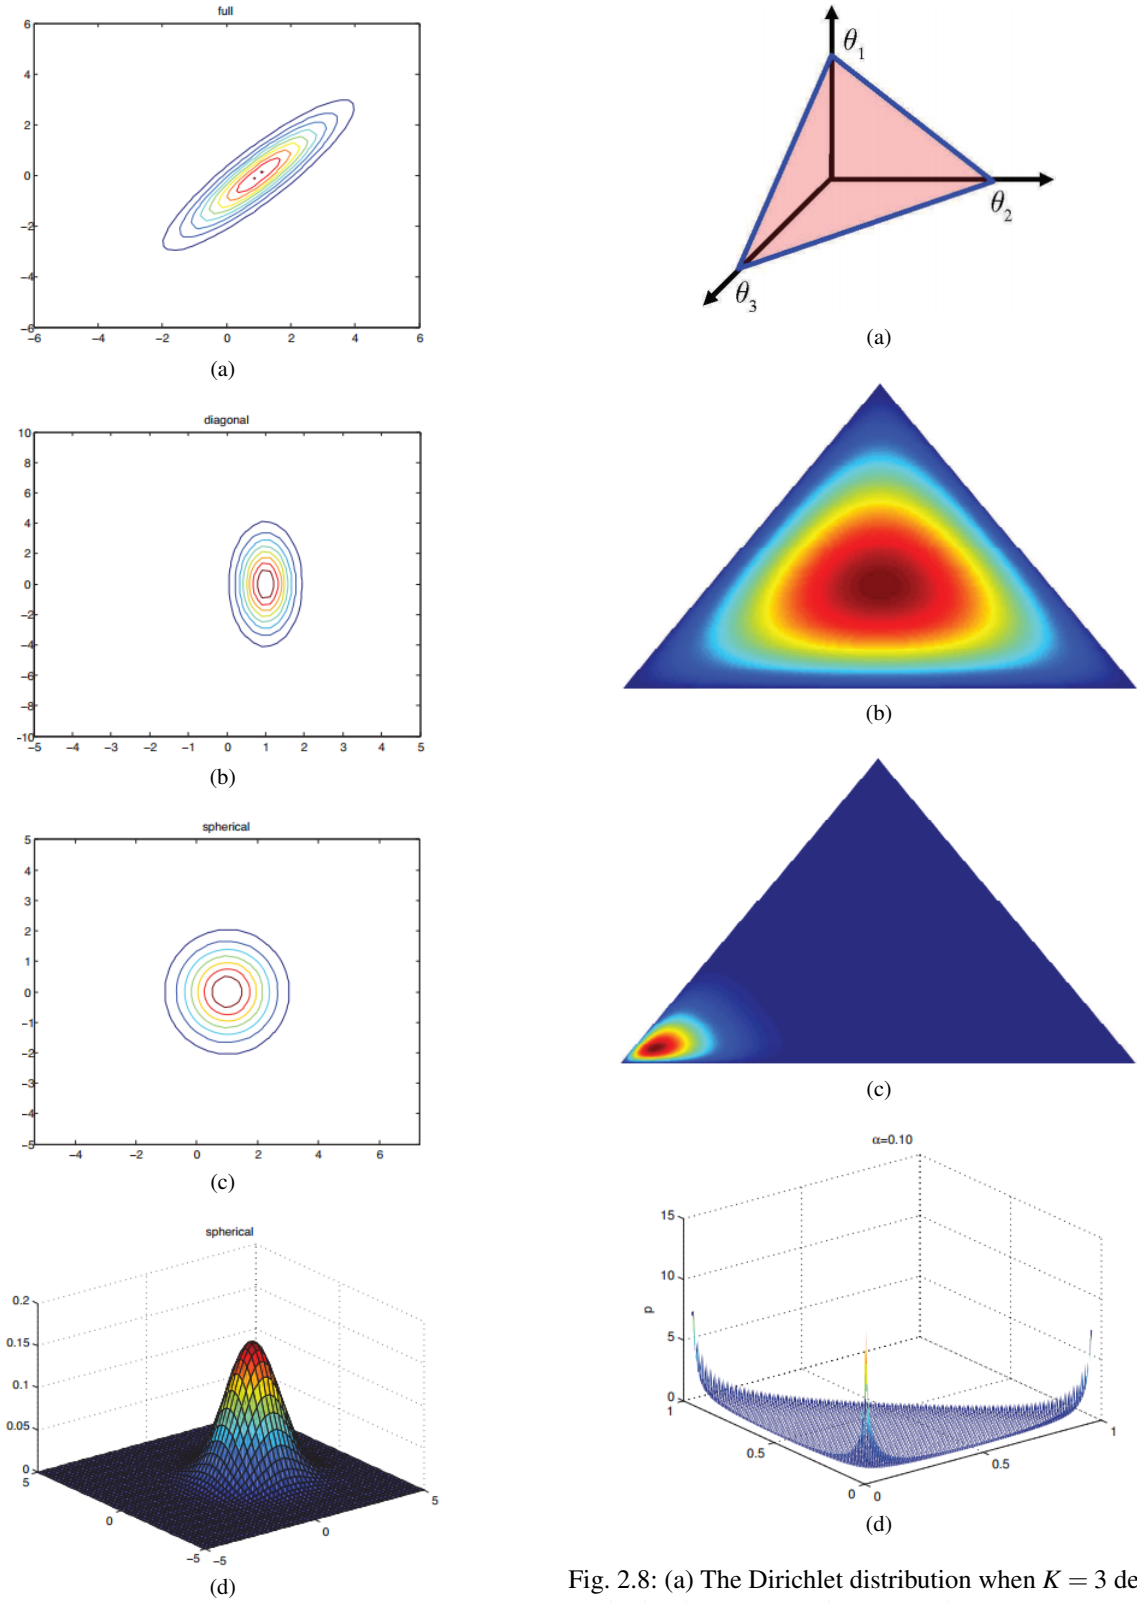 full
6
4
2
0
−2
−4
−6
−6 −4 −2 0 2 4 6
(a)
diagonal
10
8
6
4
2
0
−2
−4
−6
−8
−10
−5 −4 −3 −2 −1 0 1 2 3 4 5
(b)
spherical
5
4
3
2
1
0
−1
−2
−3
−4
−5
−4 −2 0 2 4 6
(c)
spherical
0.2
0.15
0.1
0.05
0
5
0
−5
−5
0
5
(d)
θ1
θ2
θ3
(a)
(b)
(c)
α=0.10
15
10
5
0
p
1
0.5
0
0
0.5
1
(d)
Fig. 2.8: (a) The Dirichlet distribution when K = 3 de